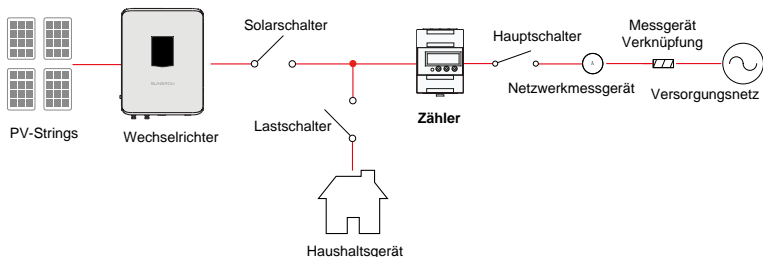 Solarschalter
Hauptschalter
Messgerät
Verknüpfung
PV-Strings
Wechselrichter
Lastschalter
Zähler
Netzwerkmessgerät
Versorgungsnetz
A
Haushaltsgerät